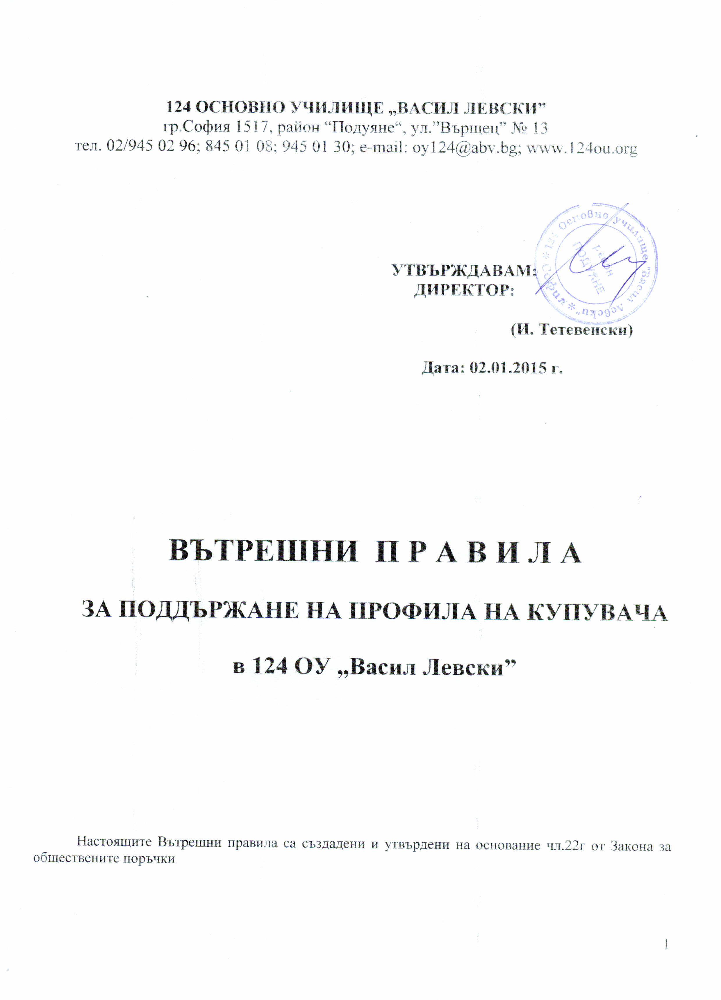 124 ОСНОВНО УЧИЛИЩЕ „ВАСИЛ ЛЕВСКИ”
гр.София 1517, район “Подуяне“, ул.”Вършец” № 13
тел. 02/945 02 96; 845 01 08; 945 01 30; e-mail: oy124@abv.bg; www.124ou.org
* 124 Основно училище "Васил Левски" * София
район
ПОДУЯНЕ
УТВЪРЖДАВАМ:
ДИРЕКТОР:
(И. Тетевенски)
Дата: 02.01.2015 г.
ВЪТРЕШНИ П Р А В И Л А
ЗА ПОДДЪРЖАНЕ НА ПРОФИЛА НА КУПУВАЧА
в 124 ОУ „Васил Левски”
Настоящите Вътрешни правила са създадени и утвърдени на основание чл.22г от Закона за
обществените поръчки
1